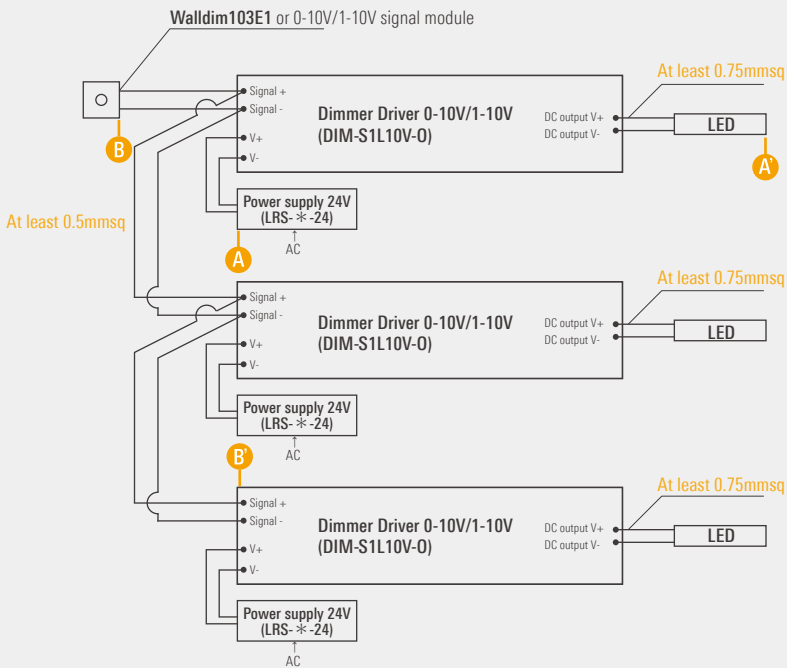 Walldim103E1 or 0-10V/1-10V signal module
At least 0.75mmsq
Signal +
Signal -
V+
V-
Dimmer Driver 0-10V/1-10V
(DIM-S1L10V-O)
DC output V+
DC output V-
LED
B
A'
Power supply 24V
(LRS-＊-24)
↑
AC
A
At least 0.5mmsq
At least 0.75mmsq
Signal +
Signal -
V+
V-
Dimmer Driver 0-10V/1-10V
(DIM-S1L10V-O)
DC output V+
DC output V-
LED
Power supply 24V
(LRS-＊-24)
↑
AC
B'
At least 0.75mmsq
Signal +
Signal -
V+
V-
Dimmer Driver 0-10V/1-10V
(DIM-S1L10V-O)
DC output V+
DC output V-
LED
Power supply 24V
(LRS-＊-24)
↑
AC